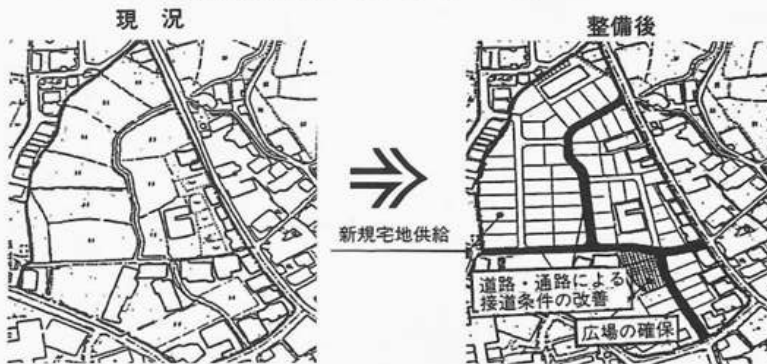 現 況
整備後
新規宅地供給
道路・通路による
接道条件の改善
広場の確保